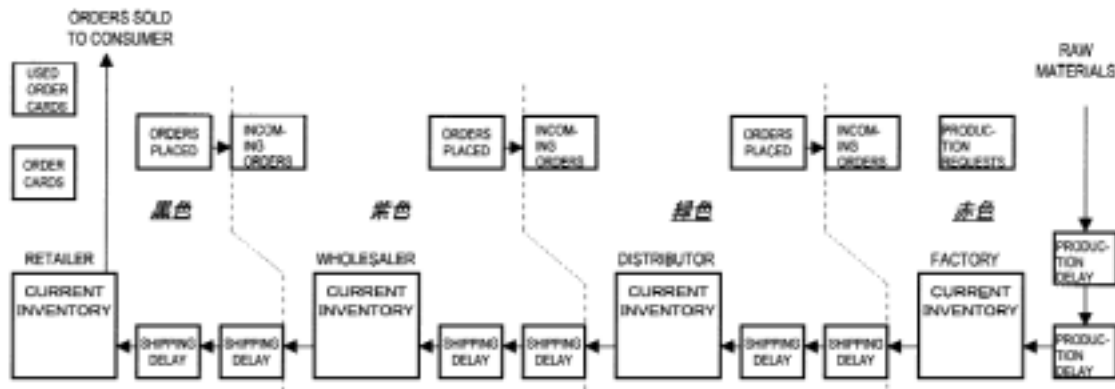 ORDERS SOLD
TO CONSUMER
USED
ORDER
CARDS
ORDER
CARDS
ORDERS
PLACED
INCOM-
ING
ORDERS
ORDERS
PLACED
INCOM-
ING
ORDERS
ORDERS
PLACED
INCOM-
ING
ORDERS
PRODUC-
TION
REQUESTS
RAW
MATERIALS
黒色
紫色
緑色
赤色
RETAILER
CURRENT
INVENTORY
SHIPPING
DELAY
SHIPPING
DELAY
WHOLESALER
CURRENT
INVENTORY
SHIPPING
DELAY
SHIPPING
DELAY
DISTRIBUTOR
CURRENT
INVENTORY
SHIPPING
DELAY
SHIPPING
DELAY
FACTORY
CURRENT
INVENTORY
PRODUC-
TION
DELAY
PRODUC-
TION
DELAY